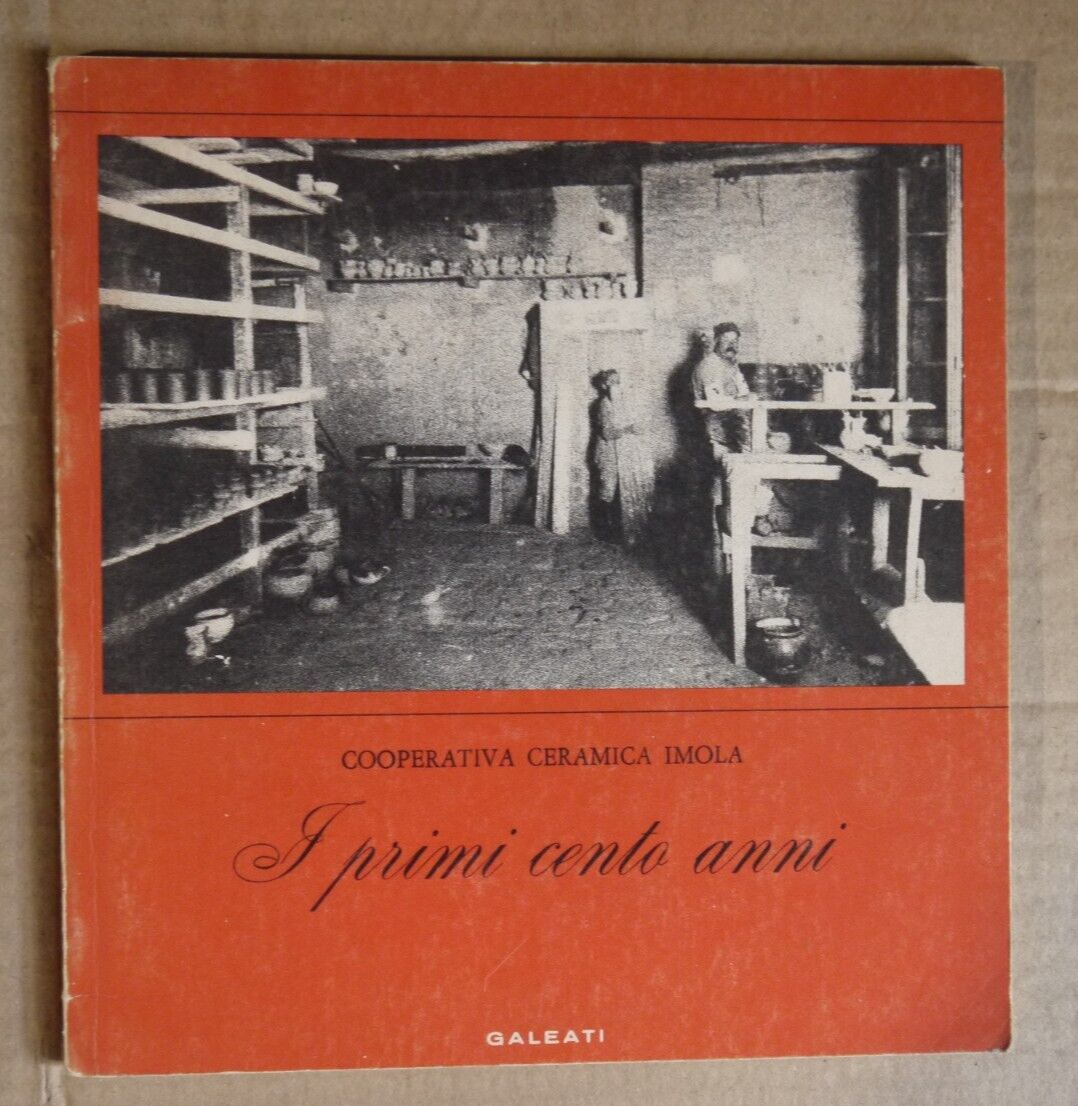 COOPERATIVA CERAMICA IMOLA
I primi cento anni
GALEATI